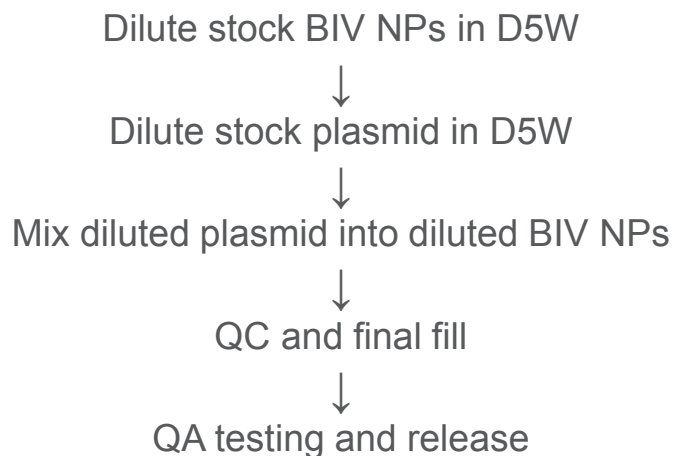 Dilute stock BIV NPs in D5W
↓
Dilute stock plasmid in D5W
↓
Mix diluted plasmid into diluted BIV NPs
↓
QC and final fill
↓
QA testing and release